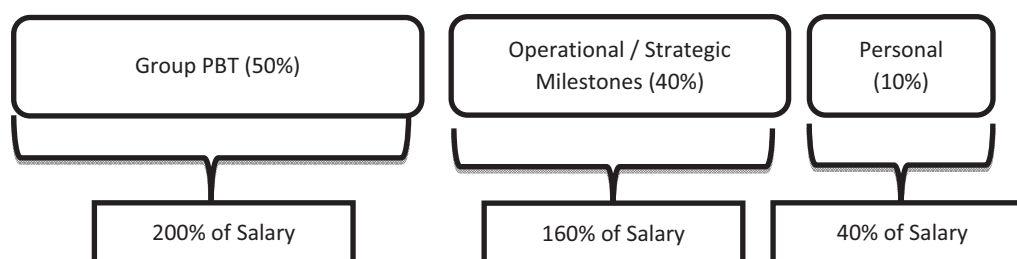 Group PBT (50%)
Operational / Strategic
Milestones (40%)
Personal
(10%)
200% of Salary
160% of Salary
40% of Salary